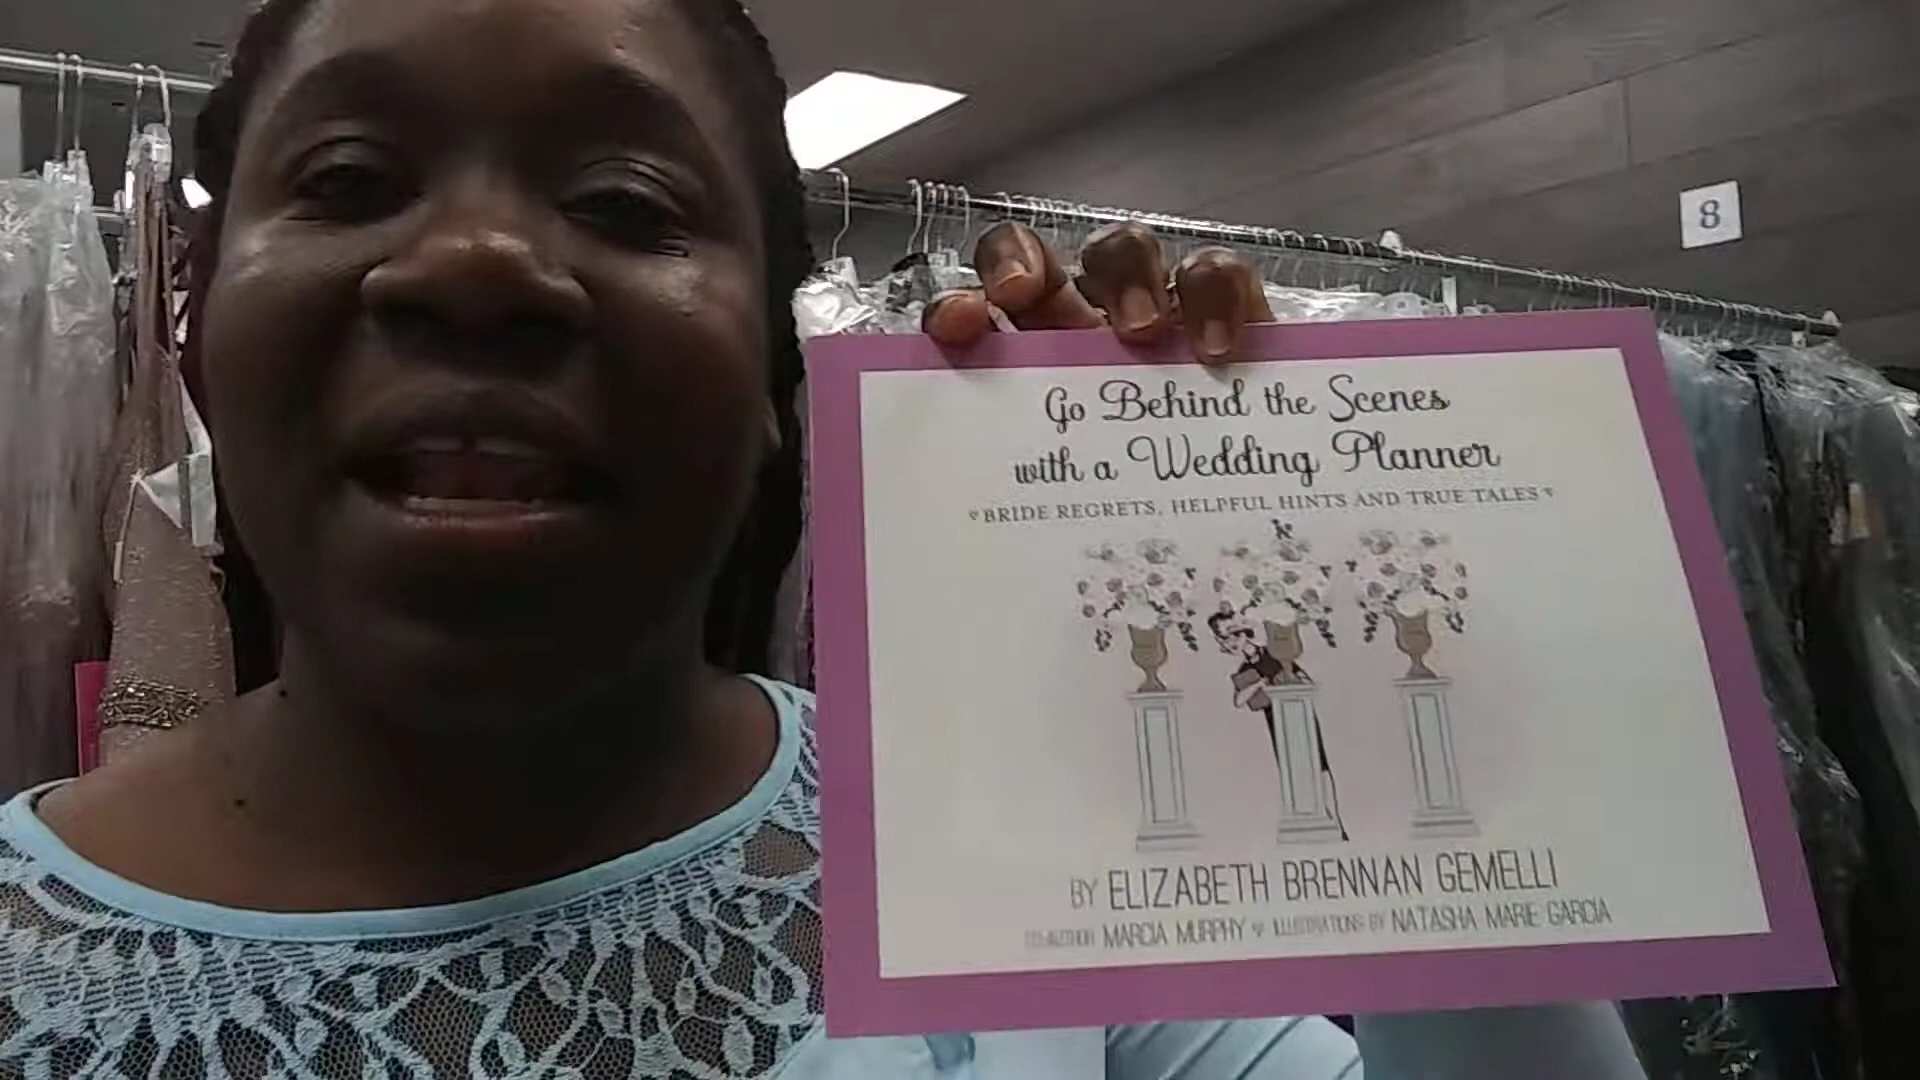 8
Go Behind the Scenes
with a Wedding Planner
BRIDE REGRETS, HELPFUL HINTS AND TRUE TALES
BY ELIZABETH BRENNAN GEMELLI
CO-AUTHOR MARCIA MURPHY ILLUSTRATIONS BY NATASHA MARIE GARCIA